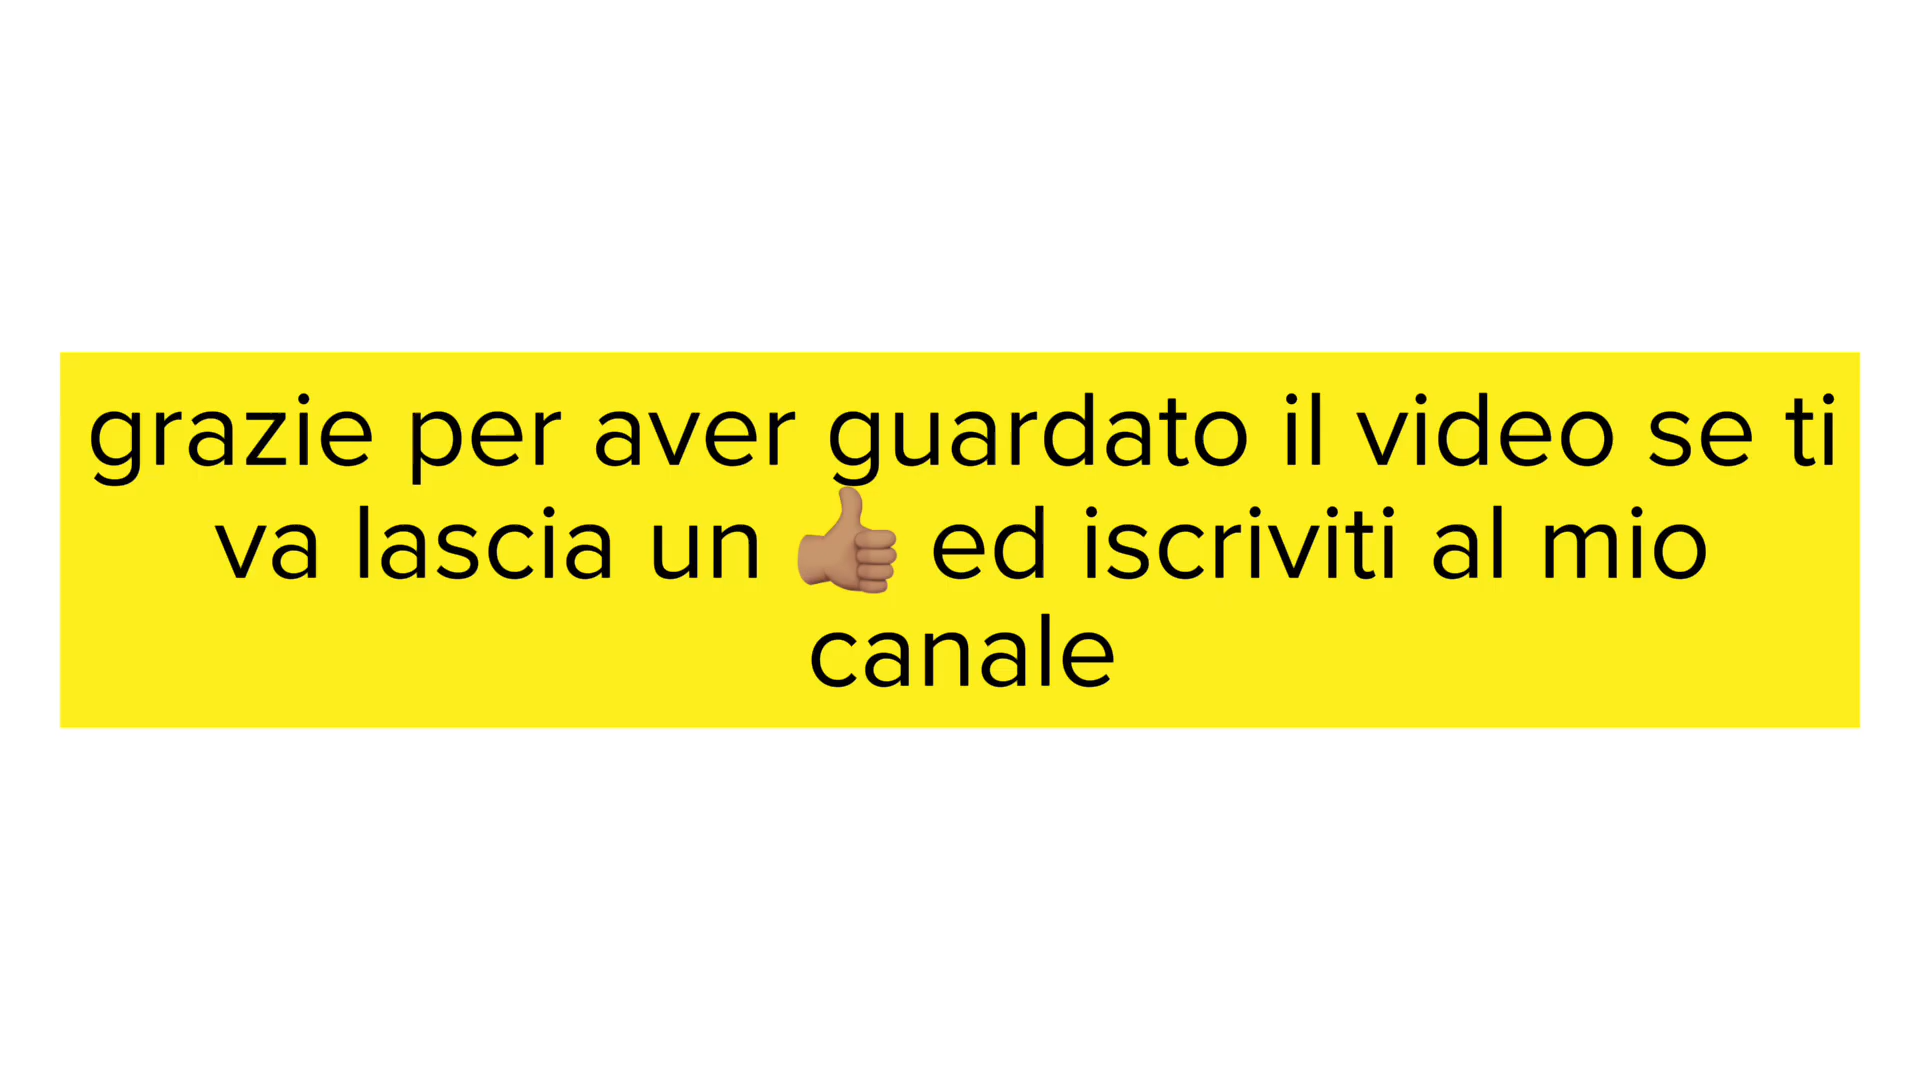 grazie per aver guardato il video se ti
va lascia un 👍🏽 ed iscriviti al mio
canale